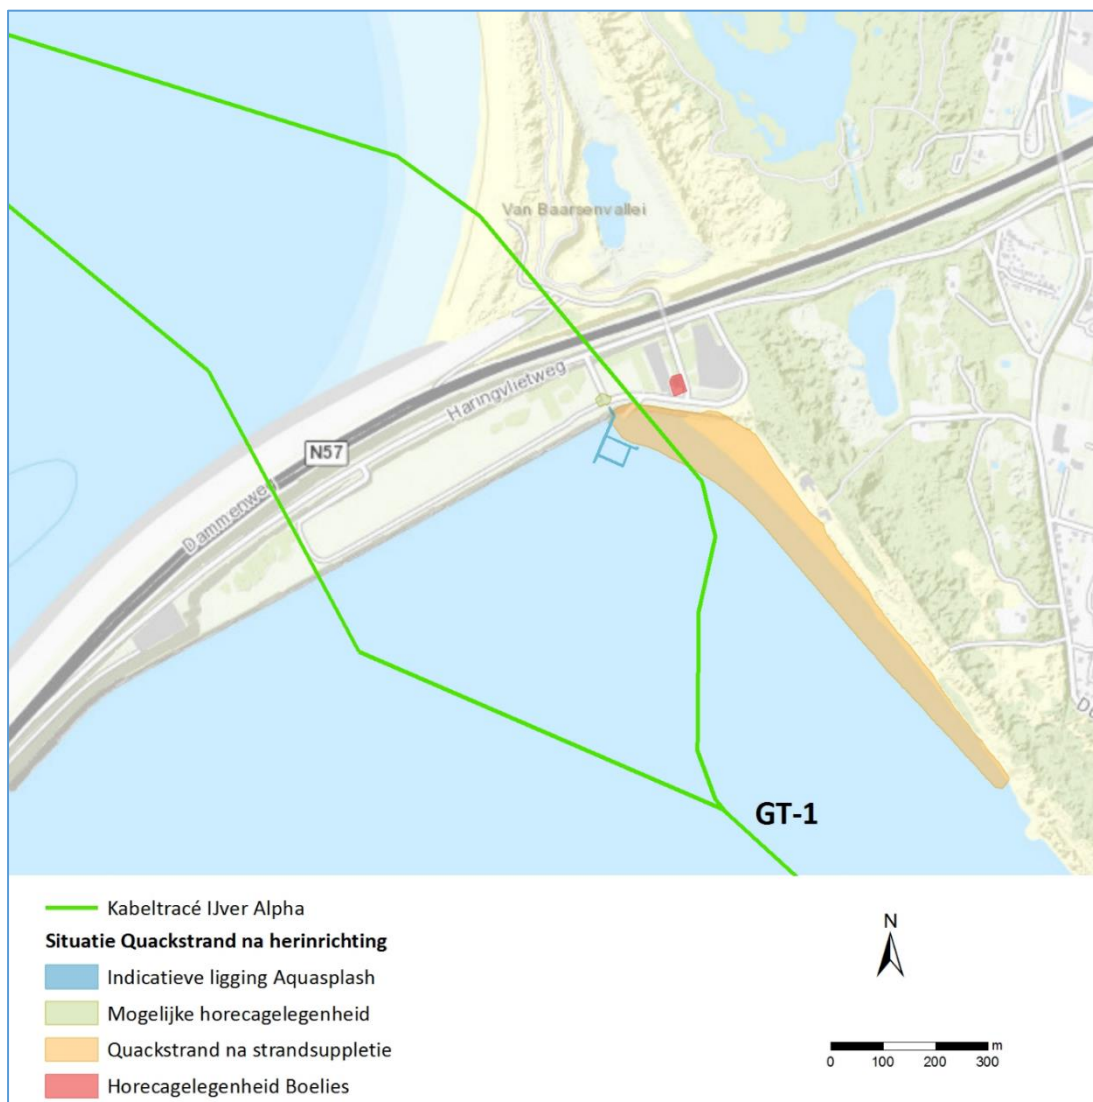 Van Baarsenvallei
Haringvlietweg
N57
Dammenweg
Du
GT-1
Kabeltracé IJver Alpha
Situatie Quackstrand na herinrichting
Indicatieve ligging Aquasplash
Mogelijke horecagelegenheid
Quackstrand na strandsuppletie
Horecagelegenheid Boelies
N
0 100 200 300 m